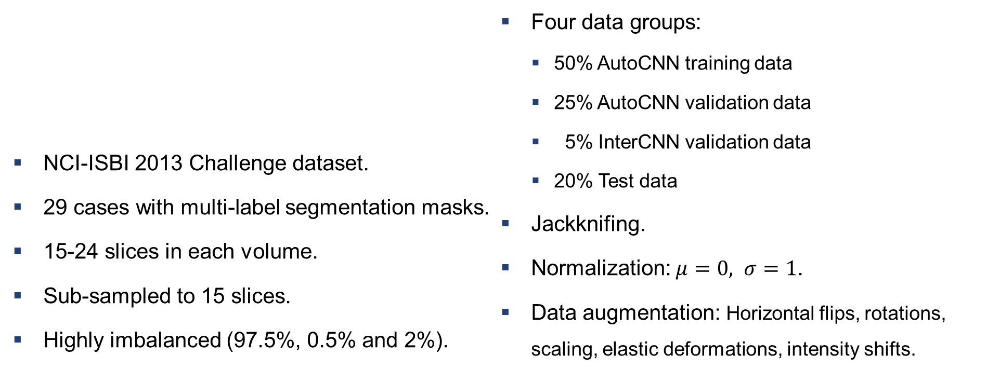 NCI-ISBI 2013 Challenge dataset.
29 cases with multi-label segmentation masks.
15-24 slices in each volume.
Sub-sampled to 15 slices.
Highly imbalanced (97.5%, 0.5% and 2%).
Four data groups:
50% AutoCNN training data
25% AutoCNN validation data
5% InterCNN validation data
20% Test data
Jackknifing.
Normalization: 𝜇 = 0, 𝜎 = 1.
Data augmentation: Horizontal flips, rotations,
scaling, elastic deformations, intensity shifts.